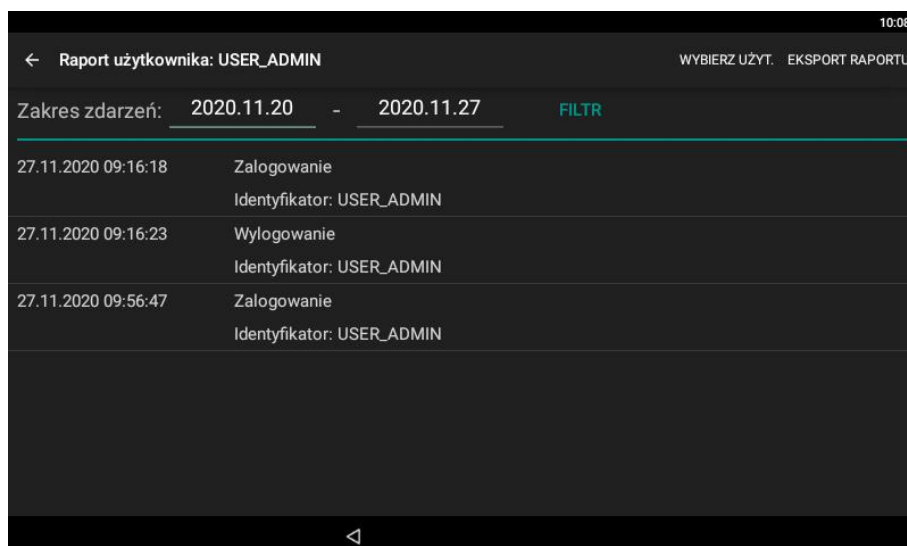 10:08
Raport użytkownika: USER_ADMIN WYBIERZ UŻYT. EKSPORT RAPORTU
Zakres zdarzeń: 2020.11.20 - 2020.11.27 FILTR
27.11.2020 09:16:18 Zalogowanie
Identyfikator: USER_ADMIN
27.11.2020 09:16:23 Wylogowanie
Identyfikator: USER_ADMIN
27.11.2020 09:56:47 Zalogowanie
Identyfikator: USER_ADMIN